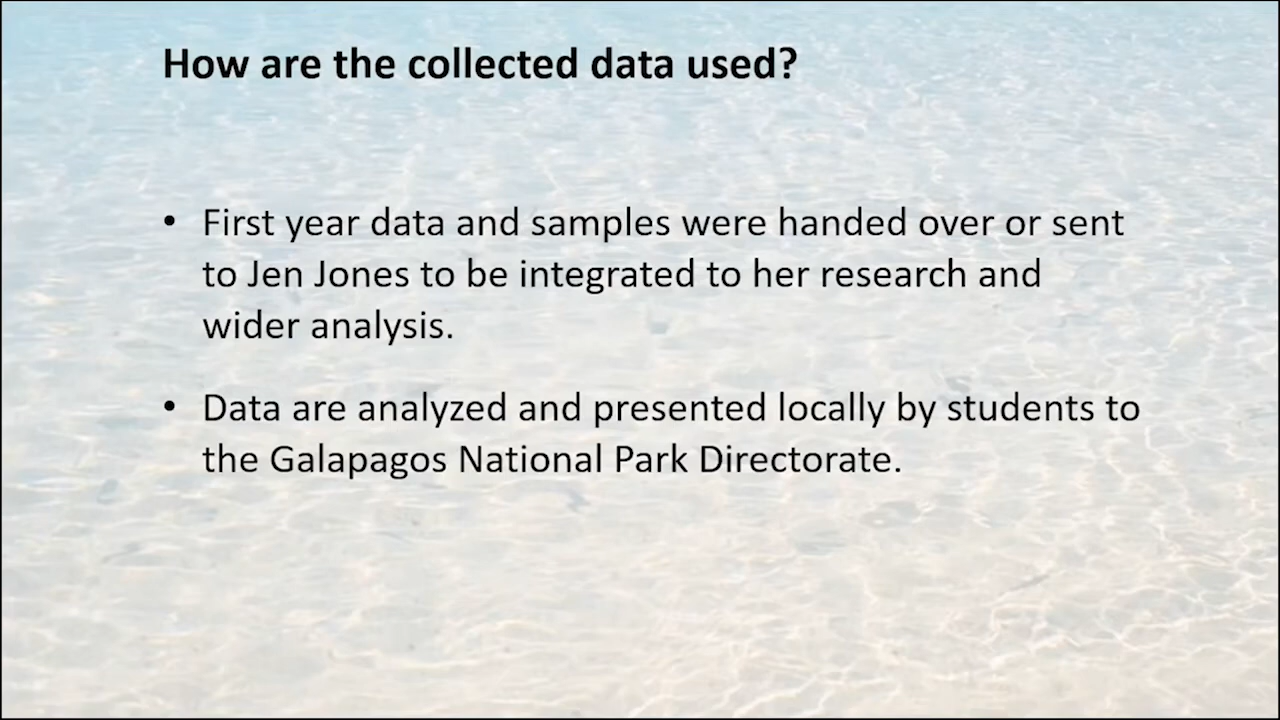 How are the collected data used?
• First year data and samples were handed over or sent
to Jen Jones to be integrated to her research and
wider analysis.
• Data are analyzed and presented locally by students to
the Galapagos National Park Directorate.